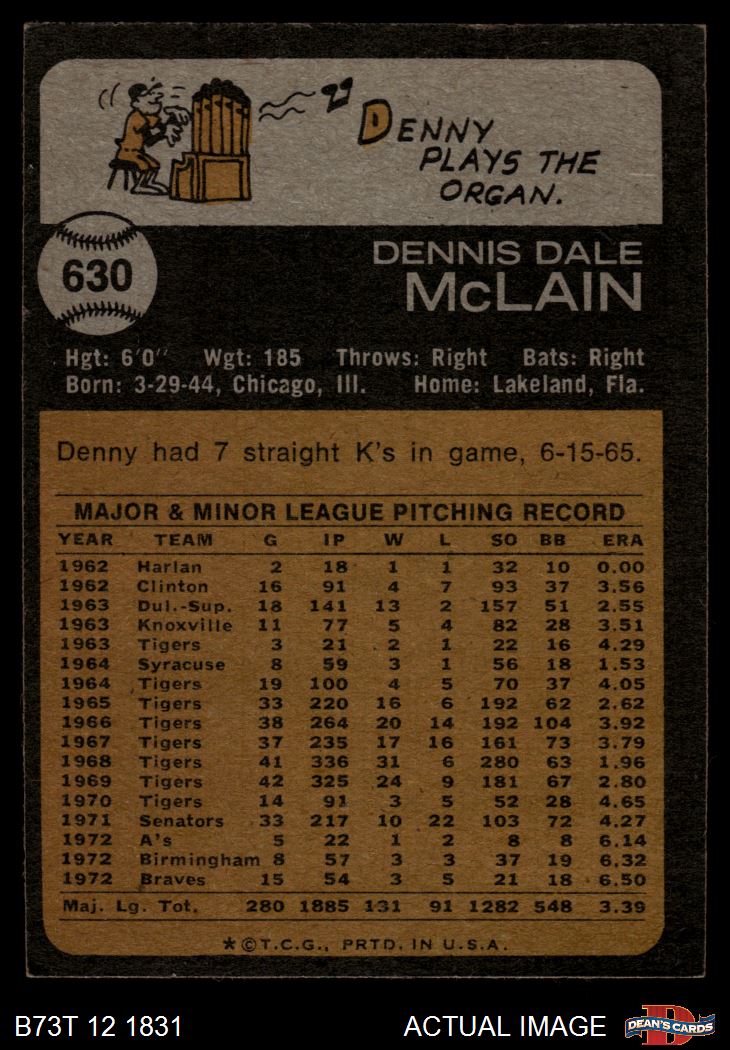 DENNY
PLAYS THE
ORGAN.
630
DENNIS DALE
McLAIN
Hgt: 6'0" Wgt: 185 Throws: Right Bats: Right
Born: 3-29-44, Chicago, Ill. Home: Lakeland, Fla.
Denny had 7 straight K's in game, 6-15-65.
MAJOR & MINOR LEAGUE PITCHING RECORD
YEAR TEAM G IP W L SO BB ERA
1962 Harlan 2 18 1 1 32 10 0.00
1962 Clinton 16 91 4 7 93 37 3.56
1963 Dul.-Sup. 18 141 13 2 157 51 2.55
1963 Knoxville 11 77 5 4 82 28 3.51
1963 Tigers 3 21 2 1 22 16 4.29
1964 Syracuse 8 59 3 1 56 18 1.53
1964 Tigers 19 100 4 5 70 37 4.05
1965 Tigers 33 220 16 6 192 62 2.62
1966 Tigers 38 264 20 14 192 104 3.92
1967 Tigers 37 235 17 16 161 73 3.79
1968 Tigers 41 336 31 6 280 63 1.96
1969 Tigers 42 325 24 9 181 67 2.80
1970 Tigers 14 91 3 5 52 28 4.65
1971 Senators 33 217 10 22 103 72 4.27
1972 A's 5 22 1 2 8 8 6.14
1972 Birmingham 8 57 3 3 37 19 6.32
1972 Braves 15 54 3 5 21 18 6.50
Maj. Lg. Tot. 280 1885 131 91 1282 548 3.39
★©T.C.G., PRTD. IN U.S.A.
B73T 12 1831 ACTUAL IMAGE D DEAN'S CARDS